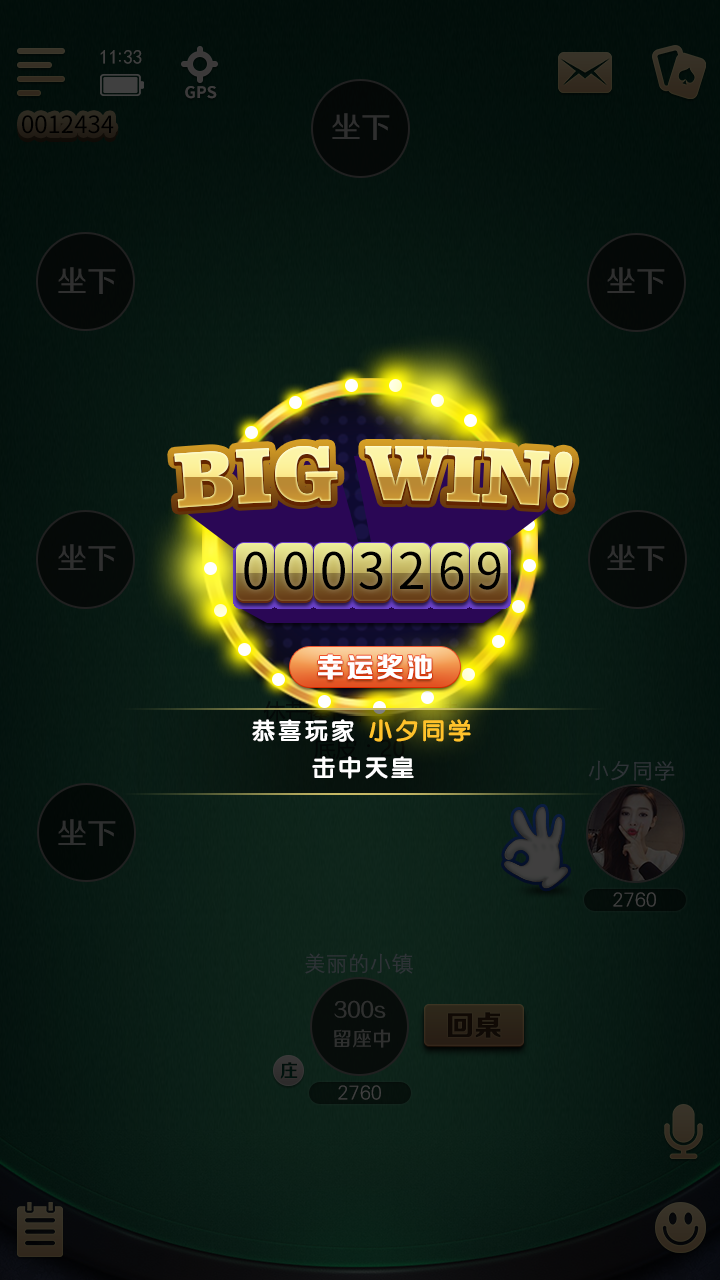 11:33
GPS
0012434
坐下
坐下
坐下
BIG WIN!
坐下
坐下
0003269
幸运奖池
恭喜玩家 小夕同学
击中天皇
小夕同学
坐下
2760
美丽的小镇
300s
留座中
回桌
庄
2760